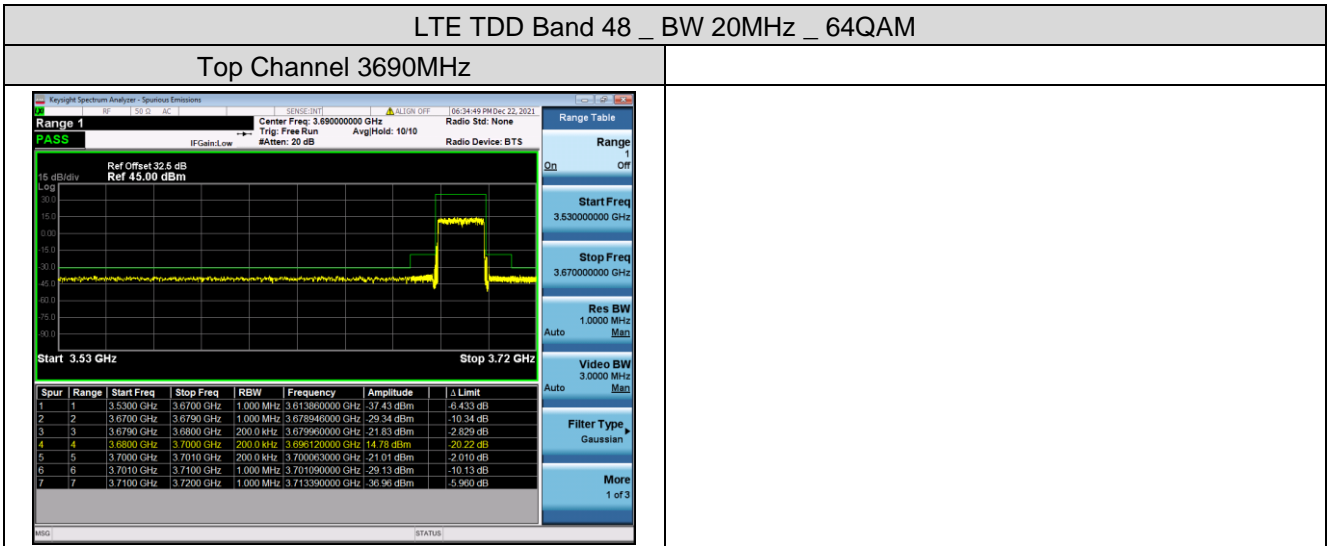 LTE TDD Band 48 _ BW 20MHz _ 64QAM
Top Channel 3690MHz
Keysight Spectrum Analyzer - Spurious Emissions
RF 50 Ω AC SENSE:INT ALIGN OFF 06:34:49 PM Dec 22, 2021
Range 1 Center Freq: 3.690000000 GHz Radio Std: None
Trig: Free Run Avg|Hold: 10/10
PASS IFGain:Low #Atten: 20 dB Radio Device: BTS
Ref Offset 32.5 dB
15 dB/div Ref 45.00 dBm
Log
30.0
15.0
0.00
-15.0
-30.0
-45.0
-60.0
-75.0
-90.0
Start 3.53 GHz Stop 3.72 GHz
Spur Range Start Freq Stop Freq RBW Frequency Amplitude Δ Limit
1 1 3.5300 GHz 3.6700 GHz 1.000 MHz 3.613860000 GHz -37.43 dBm -6.433 dB
2 2 3.6700 GHz 3.6790 GHz 1.000 MHz 3.678946000 GHz -29.34 dBm -10.34 dB
3 3 3.6790 GHz 3.6800 GHz 200.0 kHz 3.679960000 GHz -21.83 dBm -2.829 dB
4 4 3.6800 GHz 3.7000 GHz 200.0 kHz 3.696120000 GHz 14.78 dBm -20.22 dB
5 5 3.7000 GHz 3.7010 GHz 200.0 kHz 3.700063000 GHz -21.01 dBm -2.010 dB
6 6 3.7010 GHz 3.7100 GHz 1.000 MHz 3.701090000 GHz -29.13 dBm -10.13 dB
7 7 3.7100 GHz 3.7200 GHz 1.000 MHz 3.713390000 GHz -36.96 dBm -5.960 dB
MSG STATUS
Range Table
Range
1
On Off
Start Freq
3.530000000 GHz
Stop Freq
3.670000000 GHz
Res BW
1.0000 MHz
Auto Man
Video BW
3.0000 MHz
Auto Man
Filter Type
Gaussian
More
1 of 3